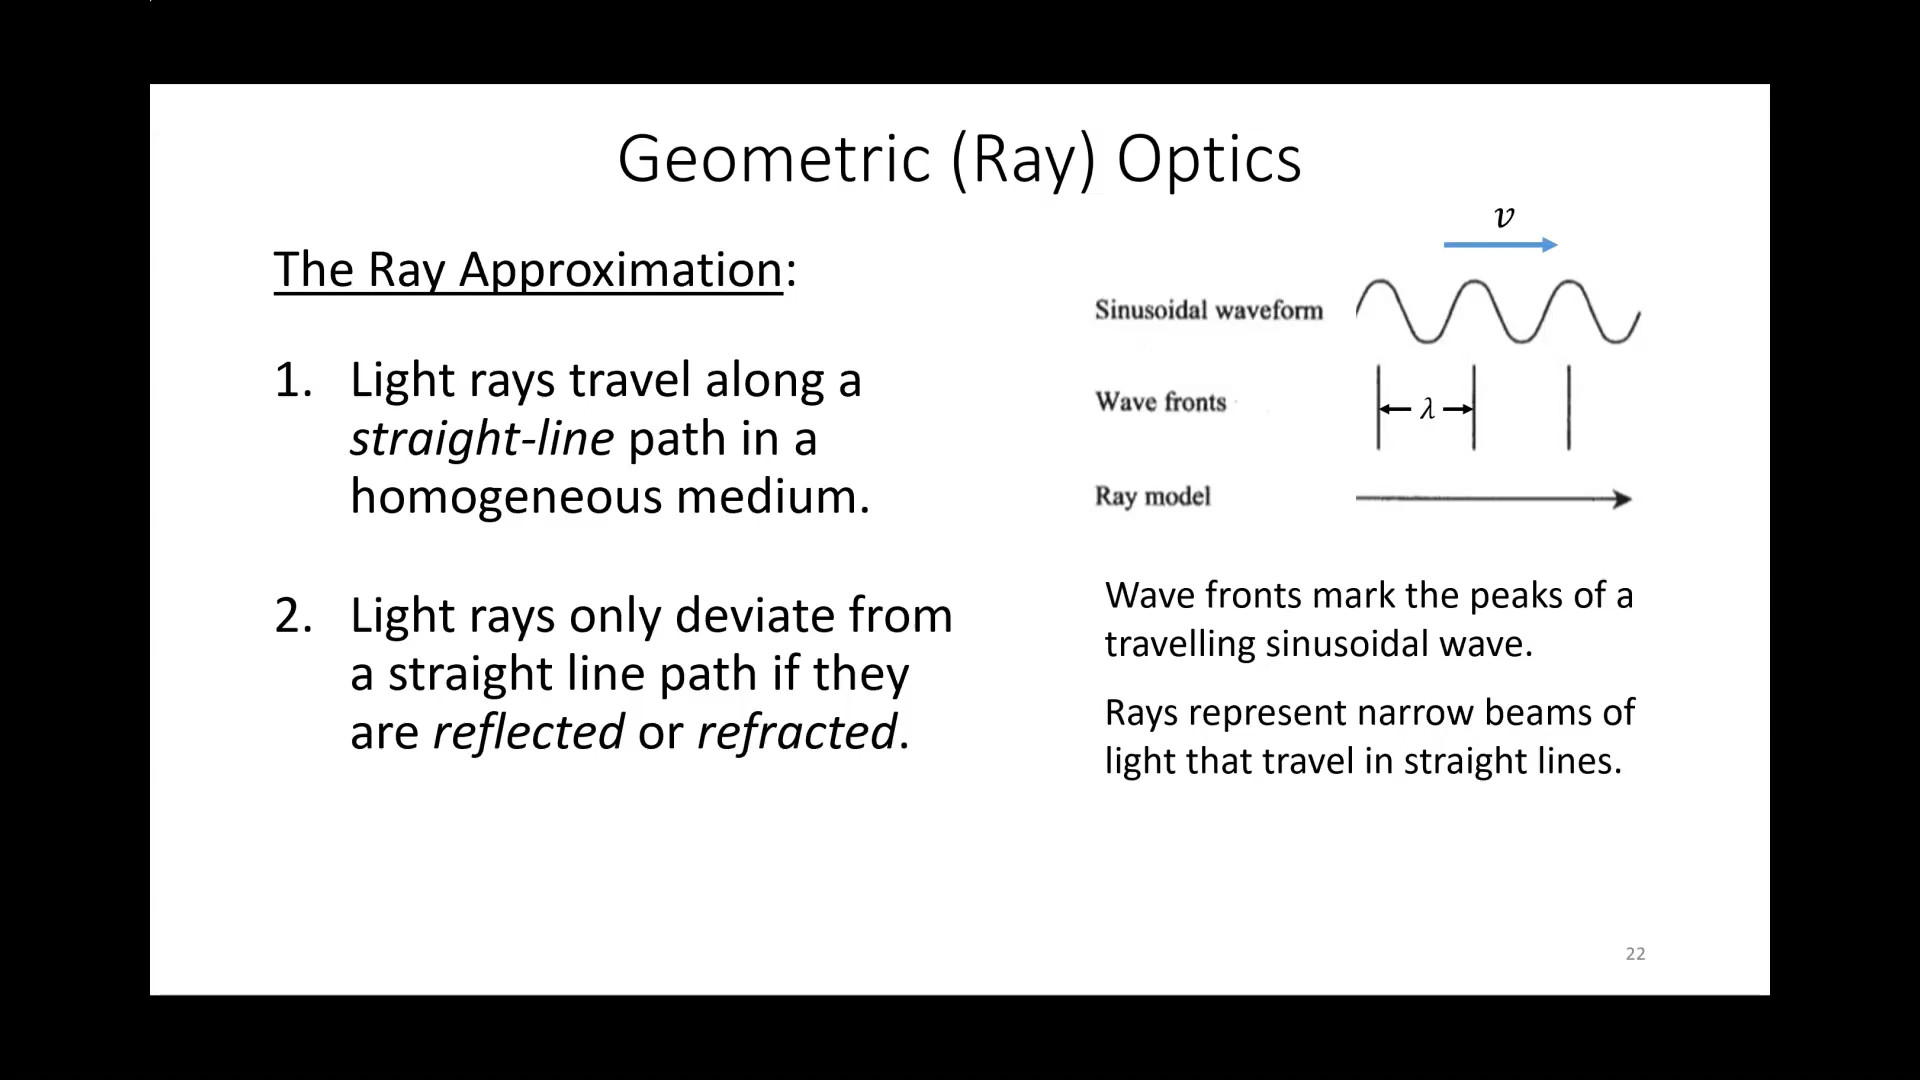 Geometric (Ray) Optics
The Ray Approximation:
1. Light rays travel along a
straight-line path in a
homogeneous medium.
2. Light rays only deviate from
a straight line path if they
are reflected or refracted.
v
Sinusoidal waveform
Wave fronts
λ
Ray model
Wave fronts mark the peaks of a
travelling sinusoidal wave.
Rays represent narrow beams of
light that travel in straight lines.
22